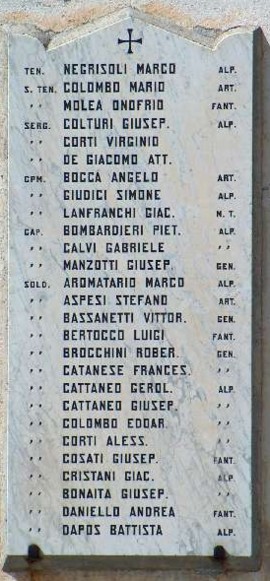 TEN. NEGRISOLI MARCO ALP.
S. TEN. COLOMBO MARIO ART.
〃 MOLEA ONOFRIO FANT.
SERG. COLTURI GIUSEP. ALP.
〃 CORTI VIRGINIO
〃 DE GIACOMO ATT.
CPM. BOCCA ANGELO ART.
〃 GIUDICI SIMONE ALP.
〃 LANFRANCHI GIAC. M. T.
CAP. BOMBARDIERI PIET. ALP.
〃 CALVI GABRIELE 〃
〃 MANZOTTI GIUSEP. GEN.
SOLD. AROMATARIO MARCO ALP.
〃 ASPESI STEFANO ART.
〃 BASSANETTI VITTOR. GEN.
〃 BERTOCCO LUIGI FANT.
〃 BROCCHINI ROBER. GEN.
〃 CATANESE FRANCES. 〃
〃 CATTANEO GEROL. ALP.
〃 CATTANEO GIUSEP. 〃
〃 COLOMBO EDOAR. 〃
〃 CORTI ALESS. 〃
〃 COSATI GIUSEP. FANT.
〃 CRISTANI GIAC. ALP.
〃 BONAITA GIUSEP. 〃
〃 DANIELLO ANDREA FANT.
〃 DAPOS BATTISTA ALP.